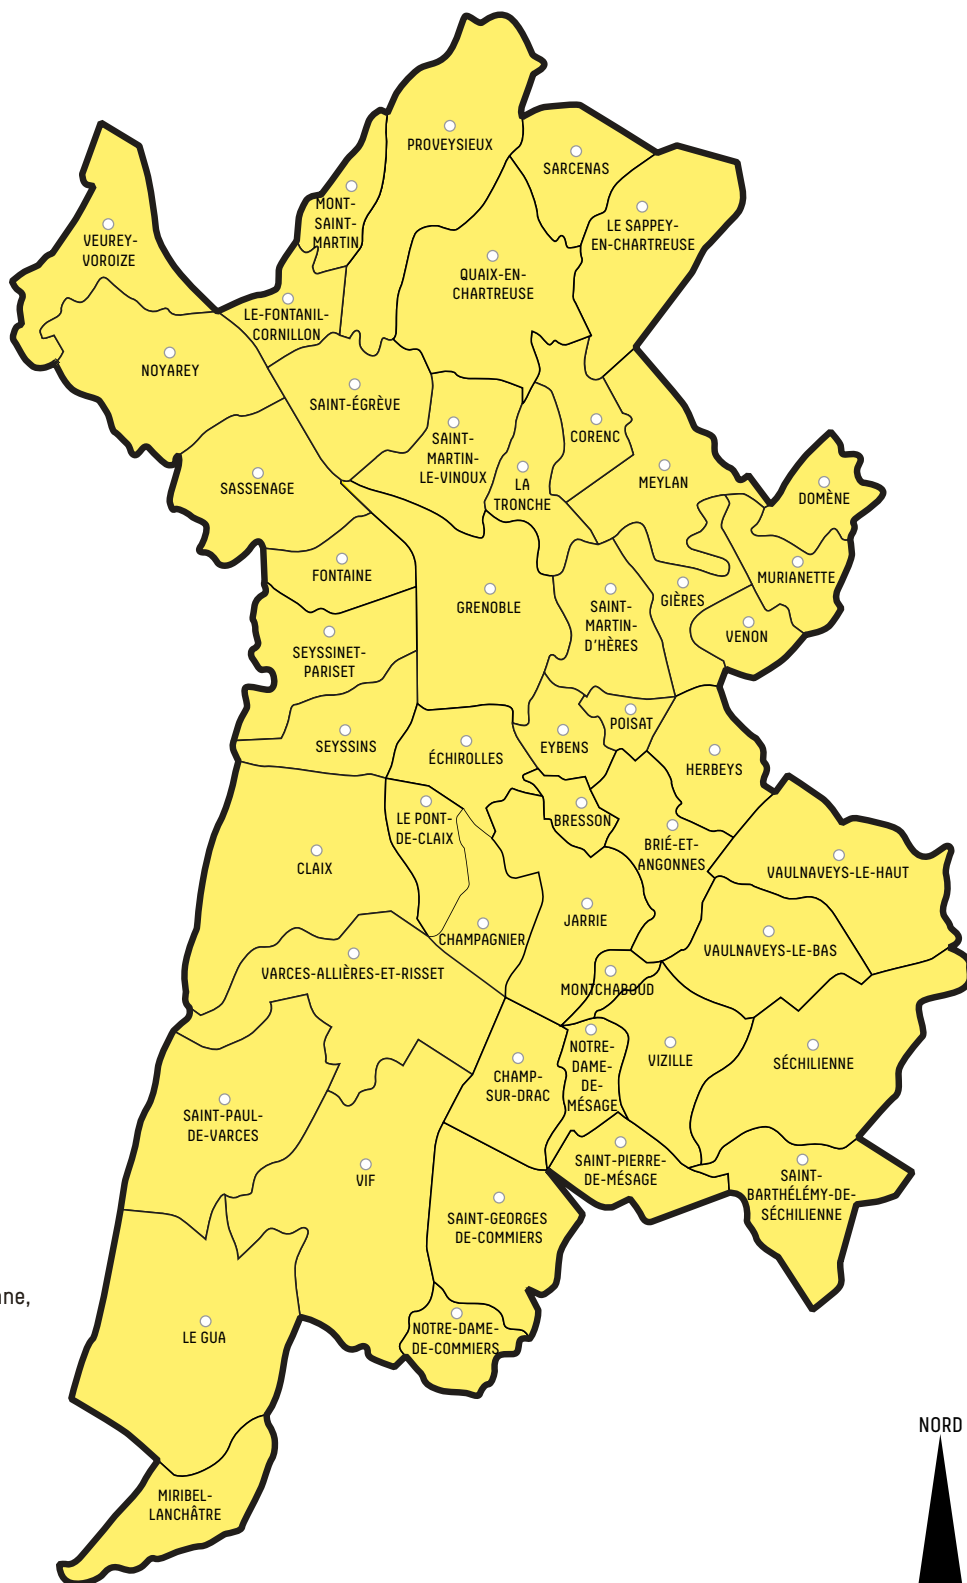 PROVEYSIEUX
SARCENAS
MONT-
SAINT-
MARTIN
LE SAPPEY-
EN-CHARTREUSE
VEUREY-
VOROIZE
QUAIX-EN-
CHARTREUSE
LE-FONTANIL-
CORNILLON
NOYAREY
SAINT-ÉGRÈVE
SAINT-
MARTIN-
LE-VINOUX
CORENC
LA
TRONCHE
MEYLAN
SASSENAGE
DOMÈNE
FONTAINE
GRENOBLE
SAINT-
MARTIN-
D'HÈRES
GIÈRES
MURIANETTE
VENON
SEYSSINET-
PARISET
SEYSSINS
ÉCHIROLLES
EYBENS
POISAT
HERBEYS
LE PONT-
DE-CLAIX
BRESSON
BRIÉ-ET-
ANGONNES
CLAIX
VAULNAVEYS-LE-HAUT
JARRIE
CHAMPAGNIER
VAULNAVEYS-LE-BAS
VARCES-ALLIÈRES-ET-RISSET
MONTCHABOUD
NOTRE-
DAME-
DE-
MÉSAGE
VIZILLE
SÉCHILIENNE
CHAMP-
SUR-DRAC
SAINT-PAUL-
DE-VARCES
SAINT-PIERRE-
DE-MÉSAGE
VIF
SAINT-
BARTHÉLÉMY-DE-
SÉCHILIENNE
SAINT-GEORGES
DE-COMMIERS
nne,
LE GUA
NOTRE-DAME-
DE-COMMIERS
NORD
MIRIBEL-
LANCHÂTRE